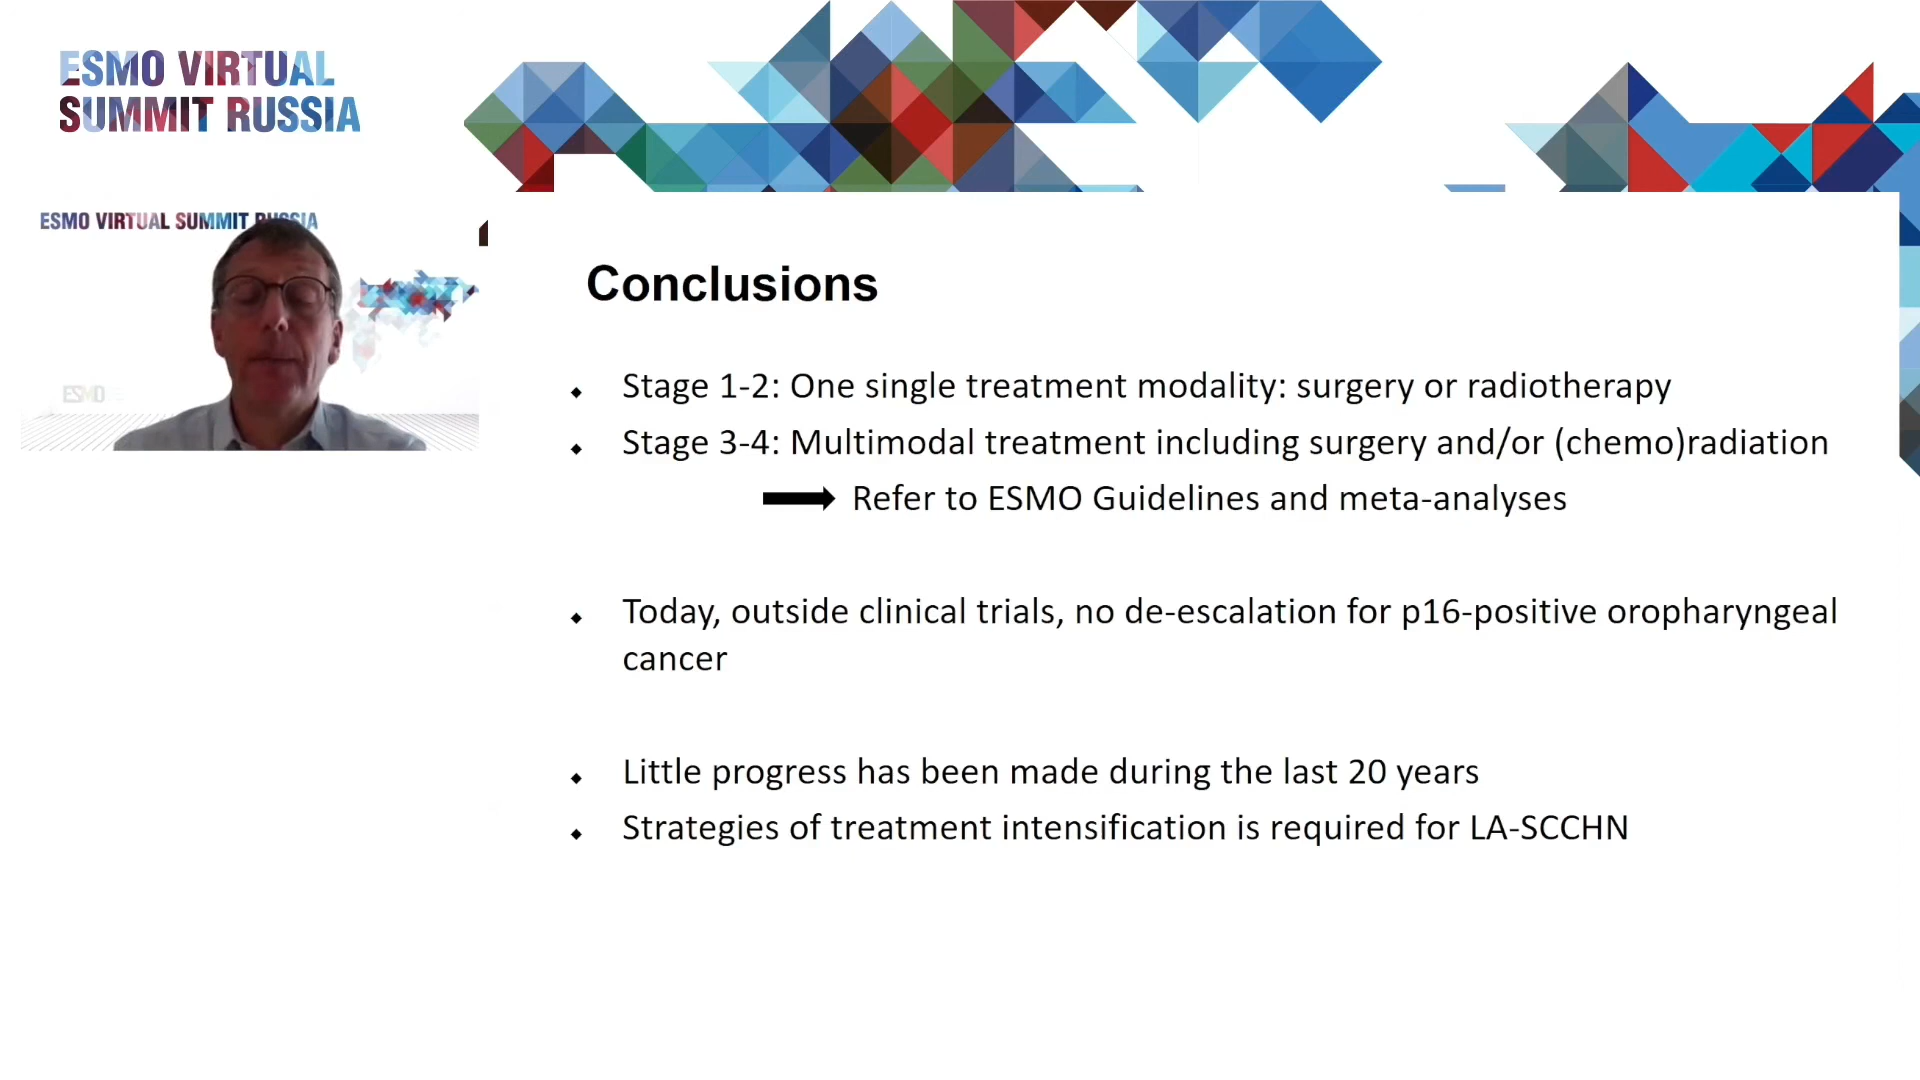 ESMO VIRTUAL
SUMMIT RUSSIA
ESMO VIRTUAL SUMMIT RUSSIA
ESMO
Conclusions
Stage 1-2: One single treatment modality: surgery or radiotherapy
Stage 3-4: Multimodal treatment including surgery and/or (chemo)radiation
Refer to ESMO Guidelines and meta-analyses
Today, outside clinical trials, no de-escalation for p16-positive oropharyngeal
cancer
Little progress has been made during the last 20 years
Strategies of treatment intensification is required for LA-SCCHN